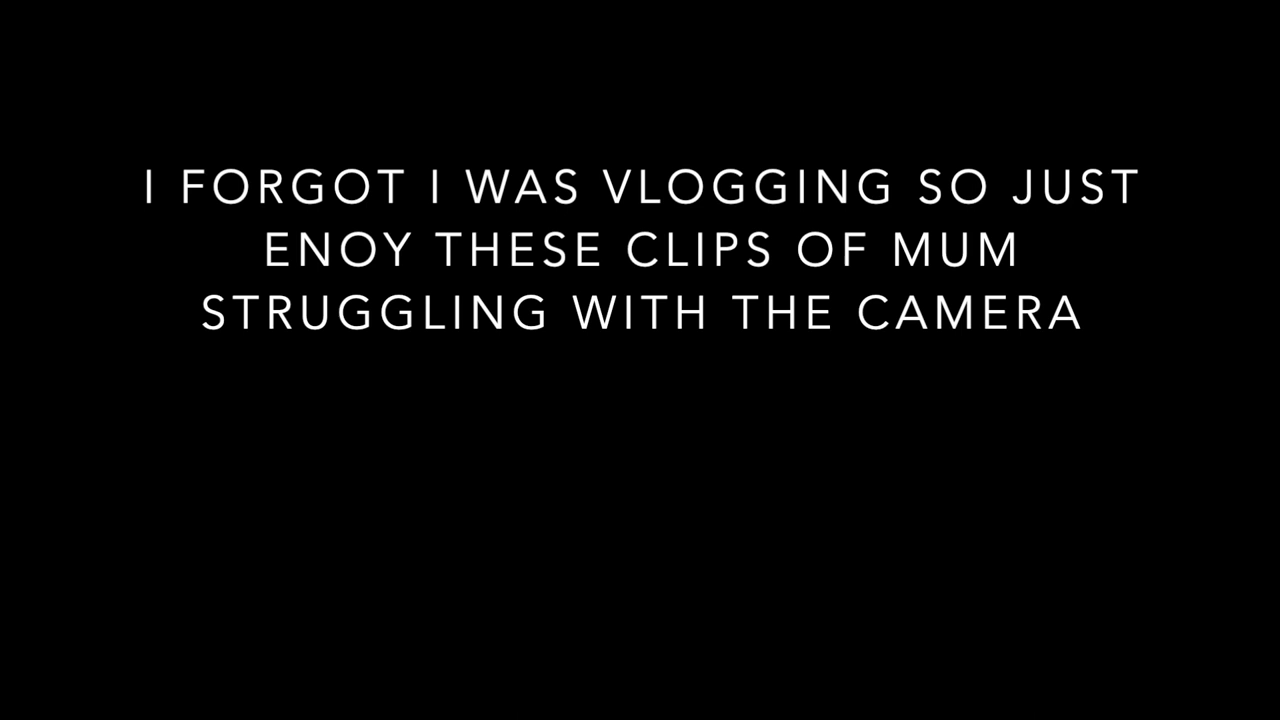 I FORGOT I WAS VLOGGING SO JUST
ENOY THESE CLIPS OF MUM
STRUGGLING WITH THE CAMERA